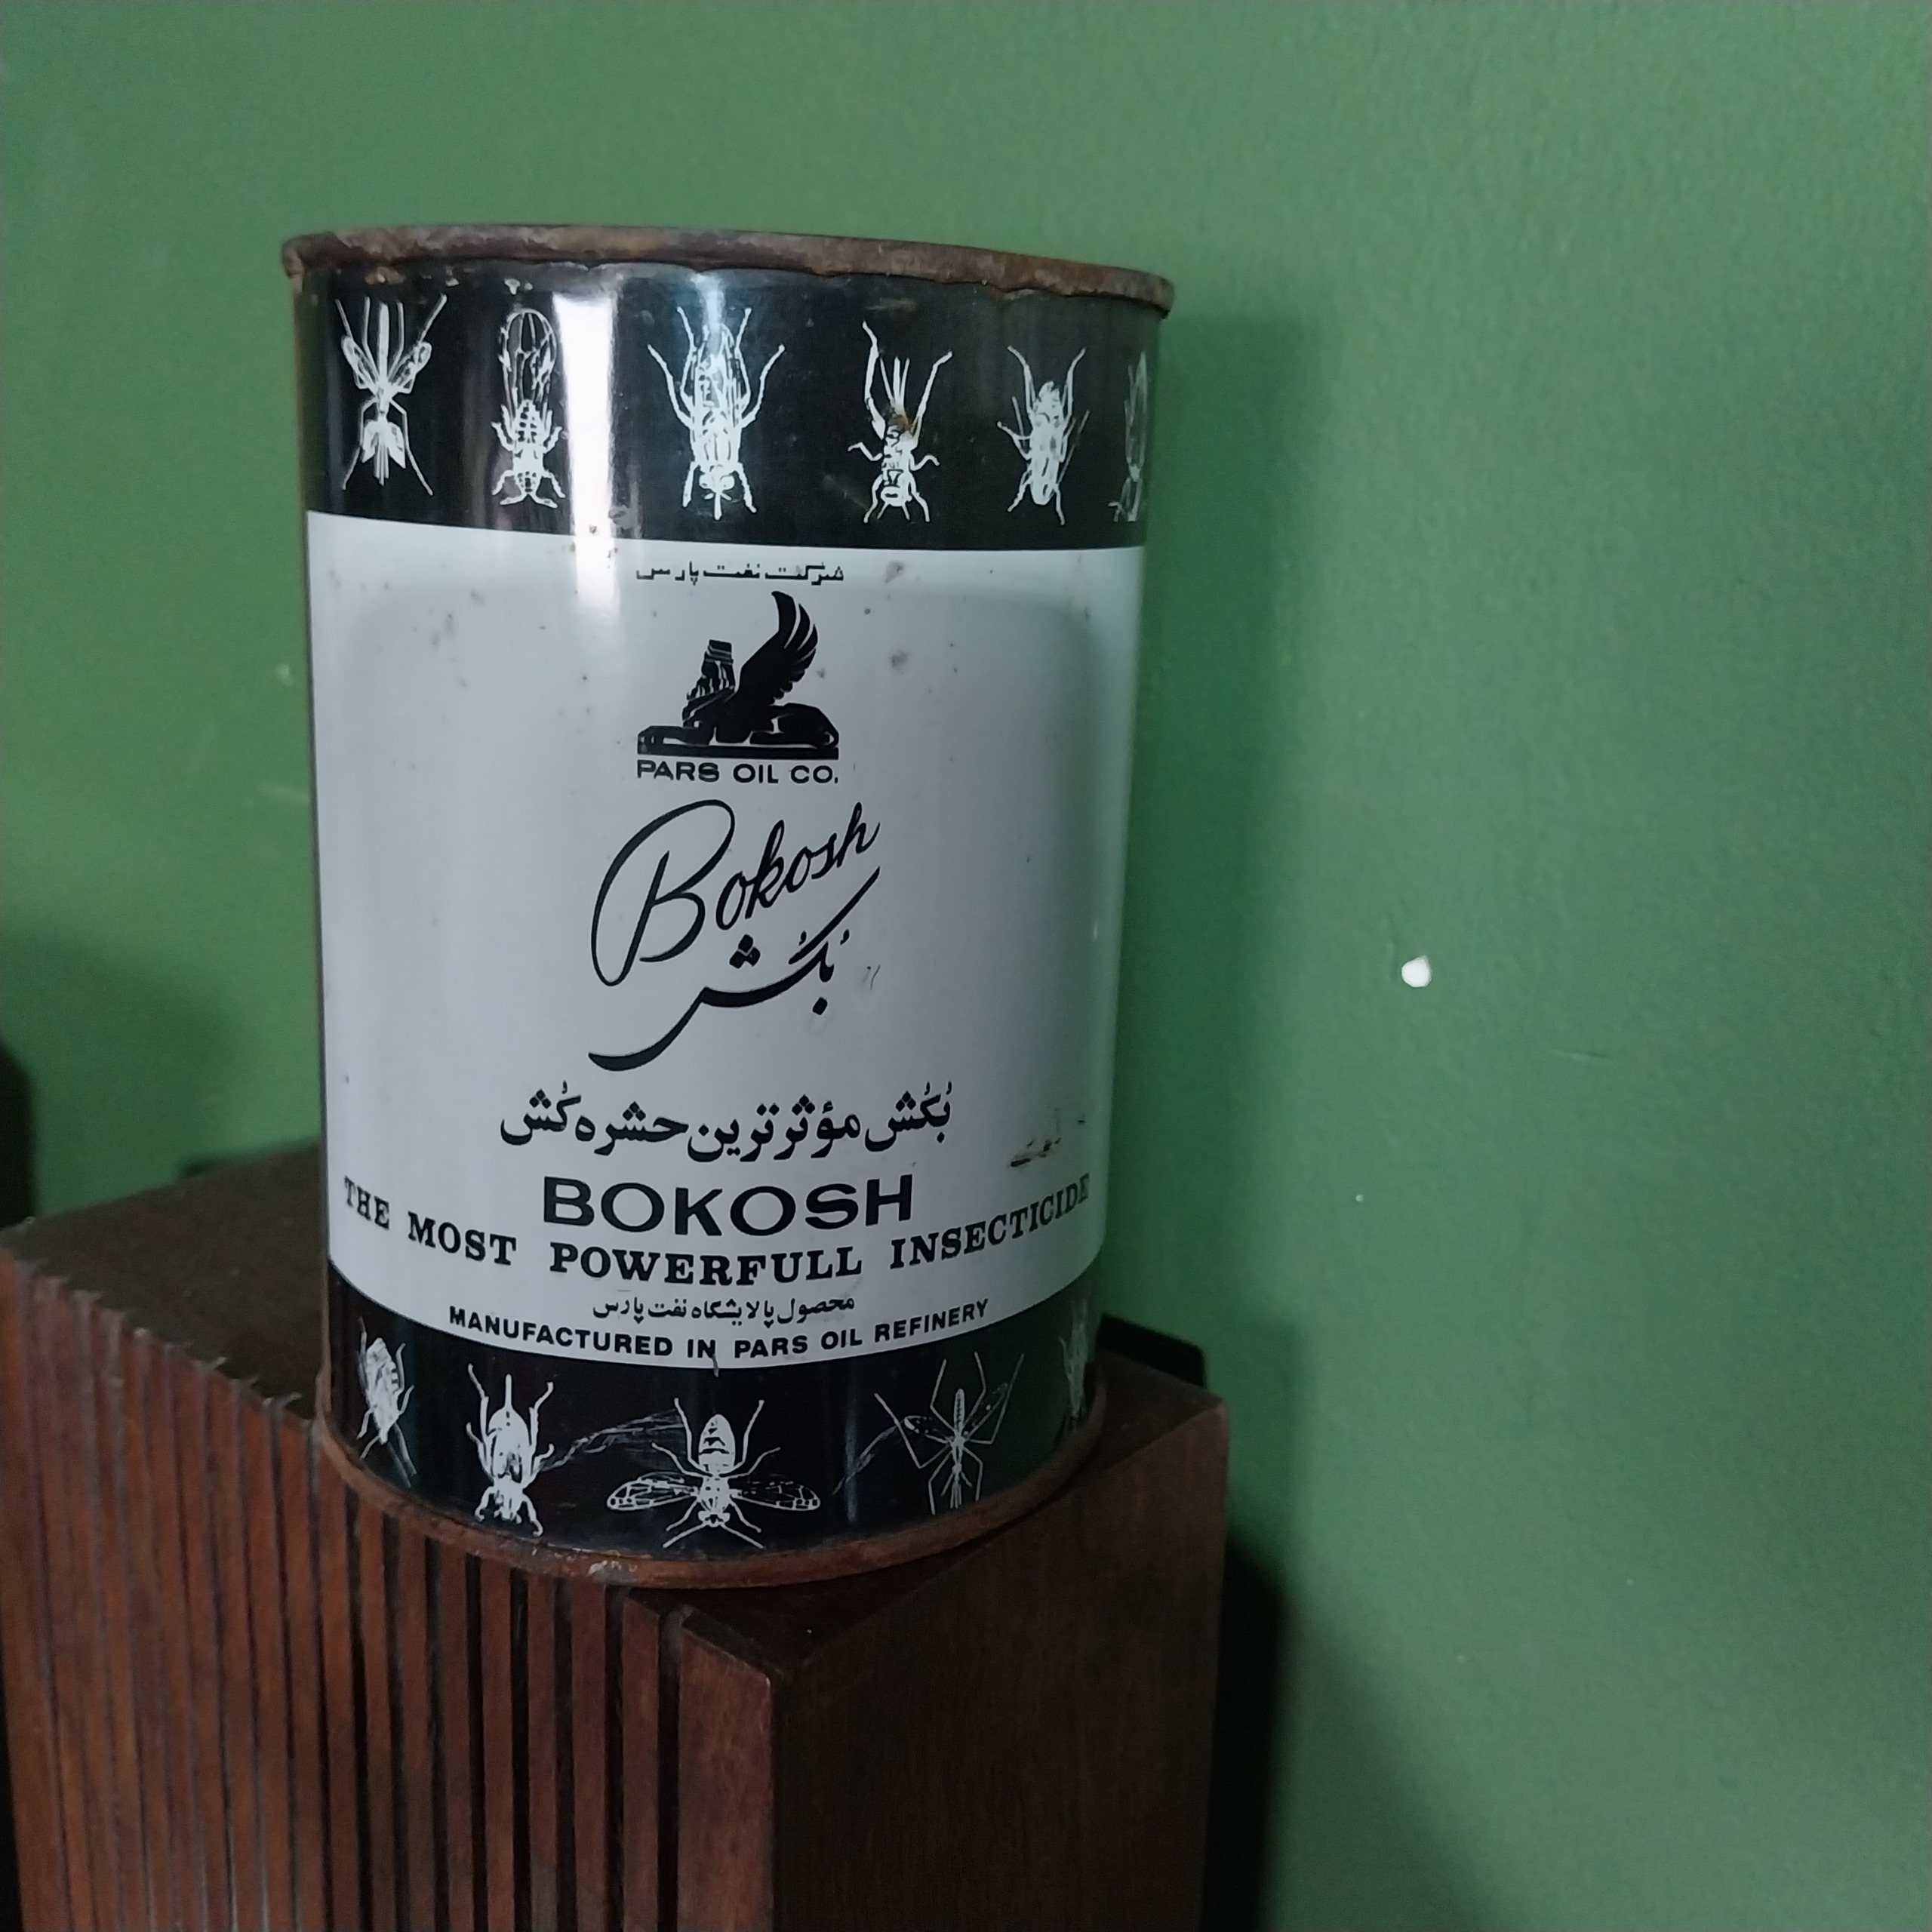 شرکت نفت پارس
PARS OIL CO.
Bokosh
بُکُش
بُکُش مؤثرترین حشره کُش
BOKOSH
THE MOST POWERFULL INSECTICIDE
محصول پالایشگاه نفت پارس
MANUFACTURED IN PARS OIL REFINERY